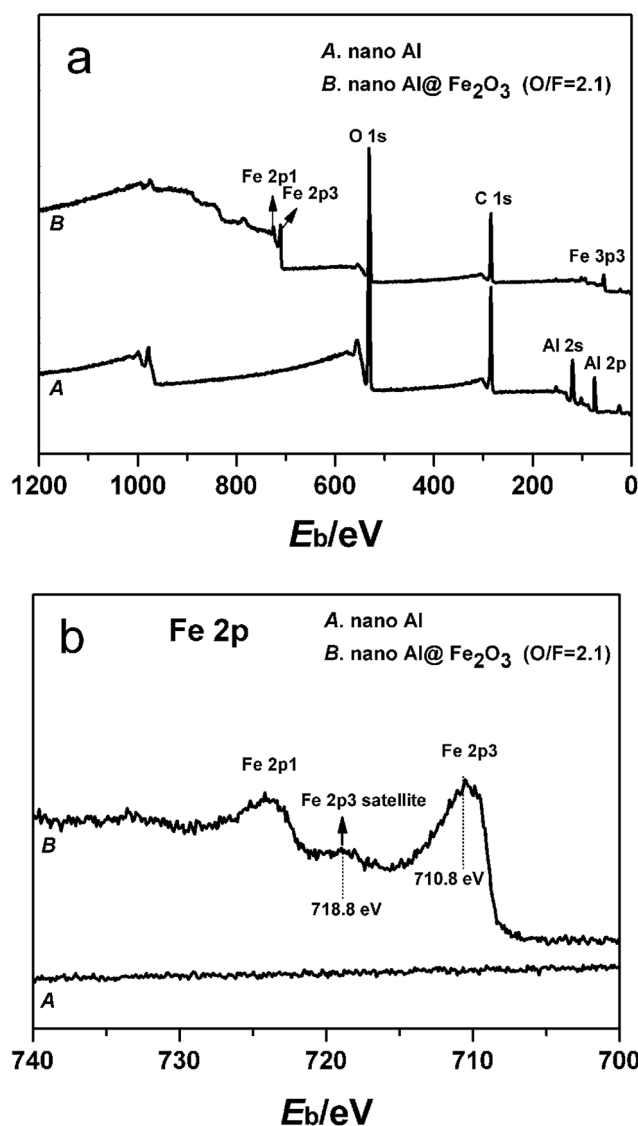 a
A. nano Al
B. nano Al@ Fe2O3 (O/F=2.1)
O 1s
Fe 2p1
Fe 2p3
C 1s
B
Fe 3p3
Al 2s
Al 2p
A
1200 1000 800 600 400 200 0
Eb/eV
b
Fe 2p
A. nano Al
B. nano Al@ Fe2O3 (O/F=2.1)
Fe 2p3
Fe 2p1
Fe 2p3 satellite
B
710.8 eV
718.8 eV
A
740 730 720 710 700
Eb/eV